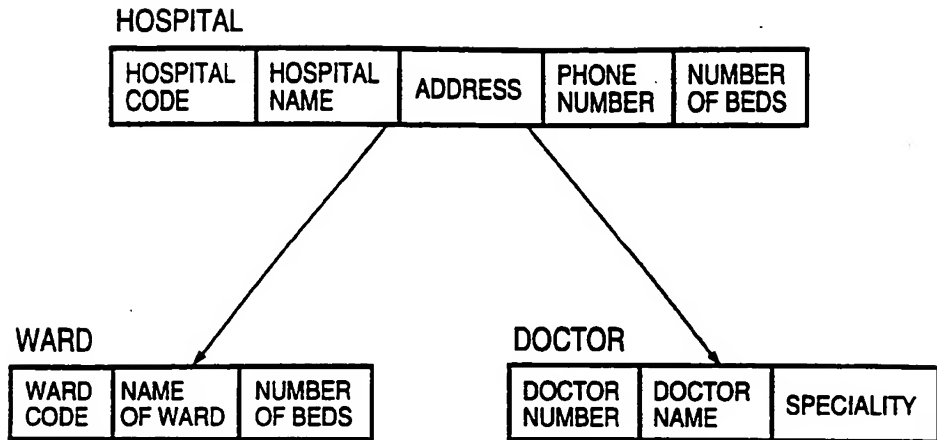 HOSPITAL
HOSPITAL CODE
HOSPITAL NAME
ADDRESS
PHONE NUMBER
NUMBER OF BEDS
WARD
WARD CODE
NAME OF WARD
NUMBER OF BEDS
DOCTOR
DOCTOR NUMBER
DOCTOR NAME
SPECIALITY